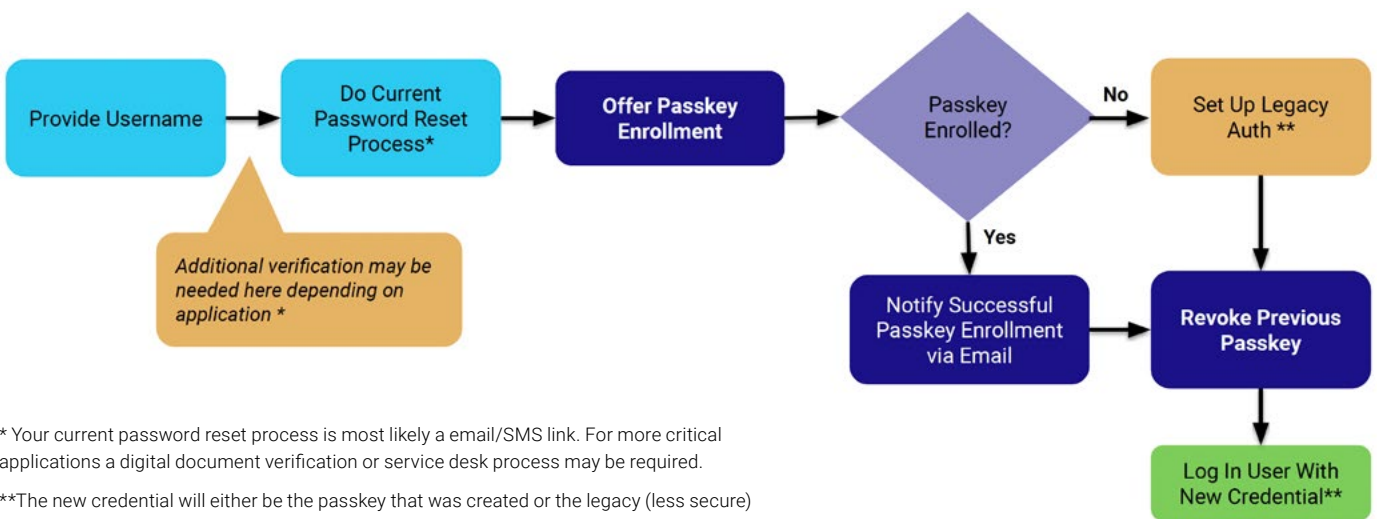 Provide Username
Do Current
Password Reset
Process*
Offer Passkey
Enrollment
Passkey
Enrolled?
No
Set Up Legacy
Auth **
Additional verification may be
needed here depending on
application *
Yes
Notify Successful
Passkey Enrollment
via Email
Revoke Previous
Passkey
Log In User With
New Credential**
* Your current password reset process is most likely a email/SMS link. For more critical
applications a digital document verification or service desk process may be required.
**The new credential will either be the passkey that was created or the legacy (less secure)